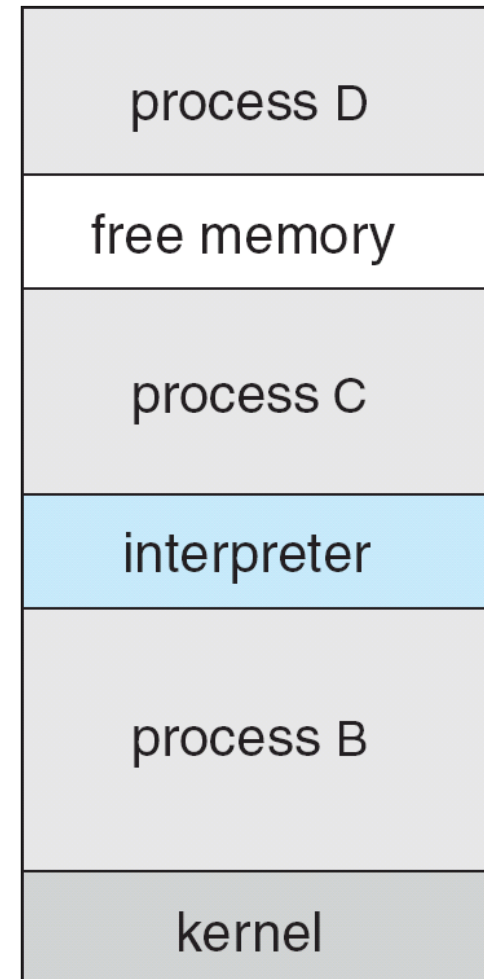 process D
free memory
process C
interpreter
process B
kernel